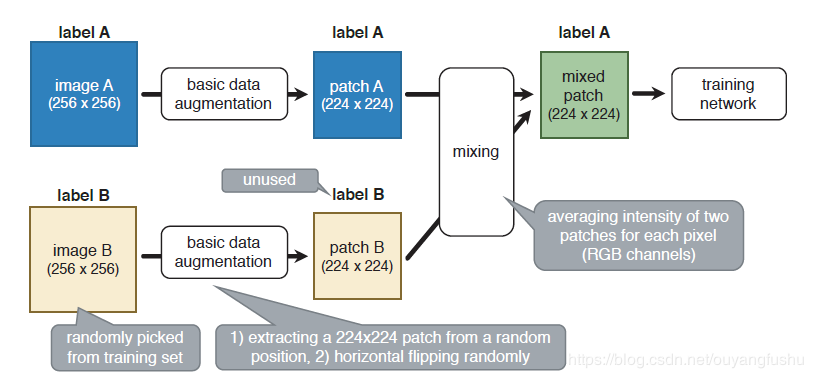 label A
label A
label A
image A
(256 x 256)
basic data
augmentation
patch A
(224 x 224)
mixed
patch
(224 x 224)
training
network
mixing
unused
label B
label B
image B
(256 x 256)
basic data
augmentation
patch B
(224 x 224)
averaging intensity of two
patches for each pixel
(RGB channels)
randomly picked
from training set
1) extracting a 224x224 patch from a random
position, 2) horizontal flipping randomly
https://blog.csdn.net/ouyangfushu